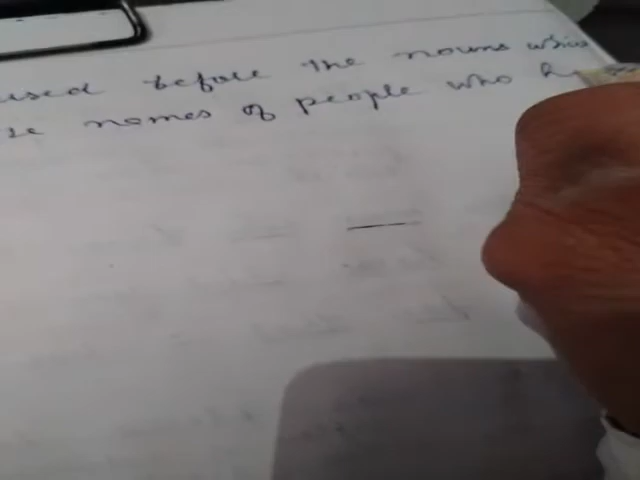 used before the nouns which
names of people who